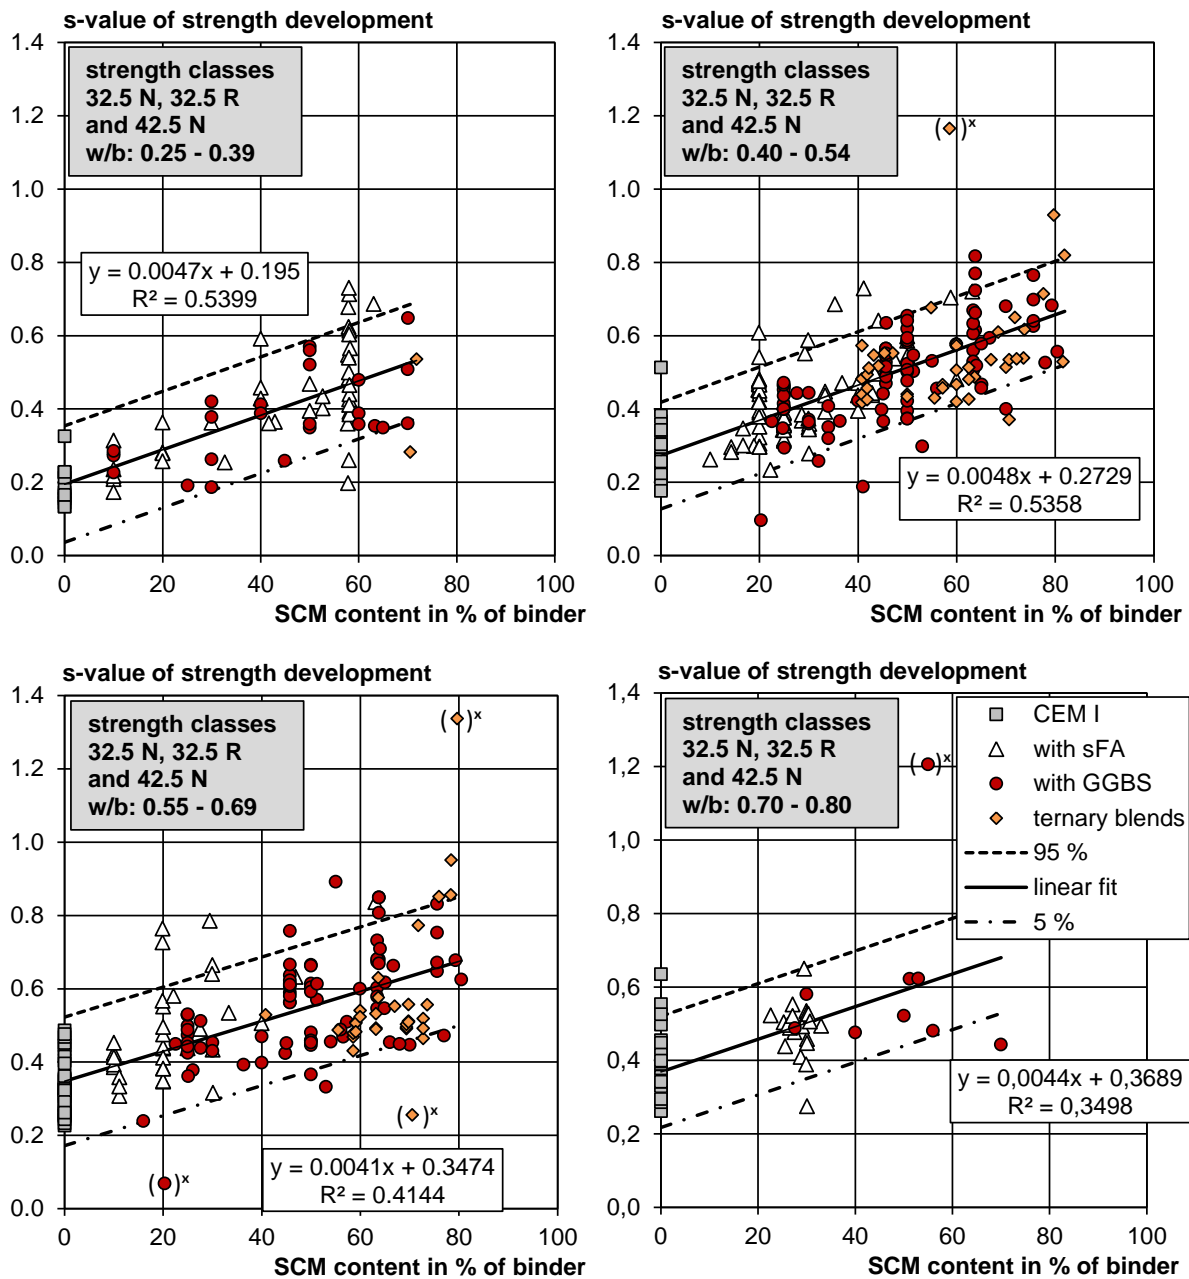 s-value of strength development
1.4
1.2
1.0
0.8
0.6
0.4
0.2
0.0
strength classes
32.5 N, 32.5 R
and 42.5 N
w/b: 0.25 - 0.39
y = 0.0047x + 0.195
R² = 0.5399
0 20 40 60 80 100
SCM content in % of binder
s-value of strength development
1.4
1.2
1.0
0.8
0.6
0.4
0.2
0.0
strength classes
32.5 N, 32.5 R
and 42.5 N
w/b: 0.40 - 0.54
( )x
y = 0.0048x + 0.2729
R² = 0.5358
0 20 40 60 80 100
SCM content in % of binder
s-value of strength development
1.4
1.2
1.0
0.8
0.6
0.4
0.2
0.0
strength classes
32.5 N, 32.5 R
and 42.5 N
w/b: 0.55 - 0.69
( )x
( )x
( )x
y = 0.0041x + 0.3474
R² = 0.4144
0 20 40 60 80 100
SCM content in % of binder
s-value of strength development
1.4
1,2
1,0
0,8
0,6
0,4
0,2
0,0
strength classes
32.5 N, 32.5 R
and 42.5 N
w/b: 0.70 - 0.80
( )x
CEM I
with sFA
with GGBS
ternary blends
95 %
linear fit
5 %
y = 0,0044x + 0,3689
R² = 0,3498
0 20 40 60 80 100
SCM content in % of binder